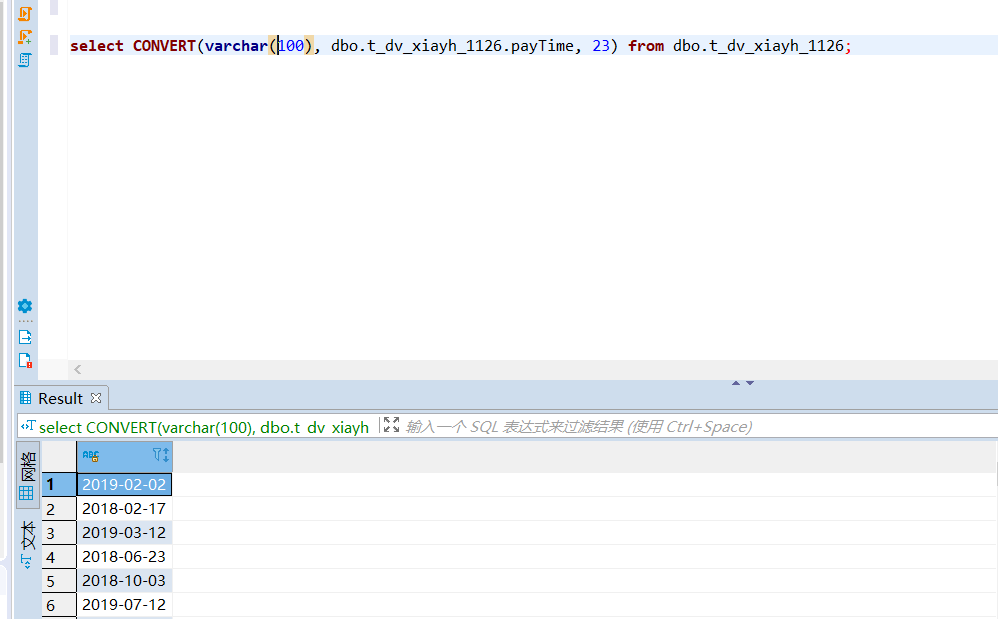 select CONVERT(varchar(100), dbo.t_dv_xiayh_1126.payTime, 23) from dbo.t_dv_xiayh_1126;
Result
select CONVERT(varchar(100), dbo.t_dv_xiayh
输入一个 SQL 表达式来过滤结果 (使用 Ctrl+Space)
网格
文本
ABC
1 2019-02-02
2 2018-02-17
3 2019-03-12
4 2018-06-23
5 2018-10-03
6 2019-07-12